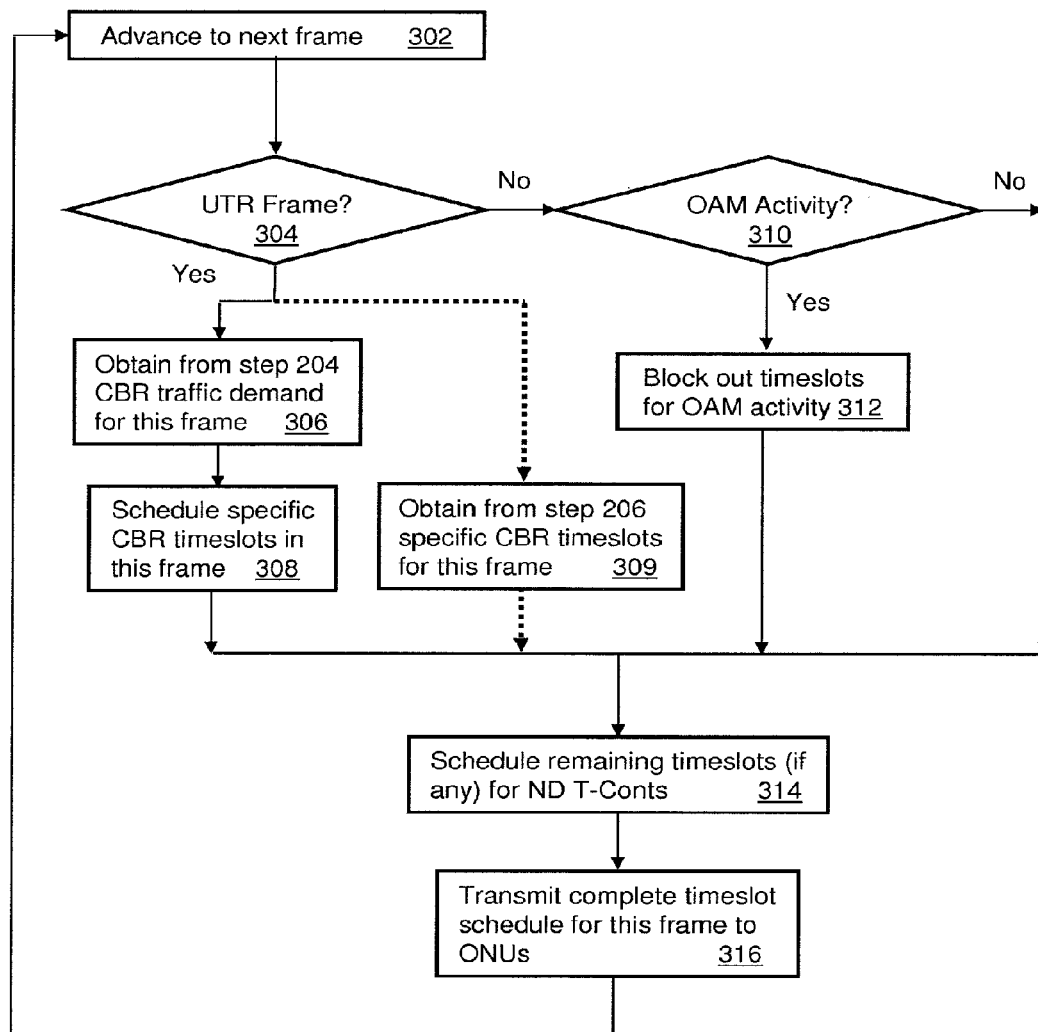 Advance to next frame 302
UTR Frame?
304
No
OAM Activity?
310
No
Yes
Yes
Obtain from step 204
CBR traffic demand
for this frame 306
Block out timeslots
for OAM activity 312
Schedule specific
CBR timeslots in
this frame 308
Obtain from step 206
specific CBR timeslots
for this frame 309
Schedule remaining timeslots (if
any) for ND T-Conts 314
Transmit complete timeslot
schedule for this frame to
ONUs 316